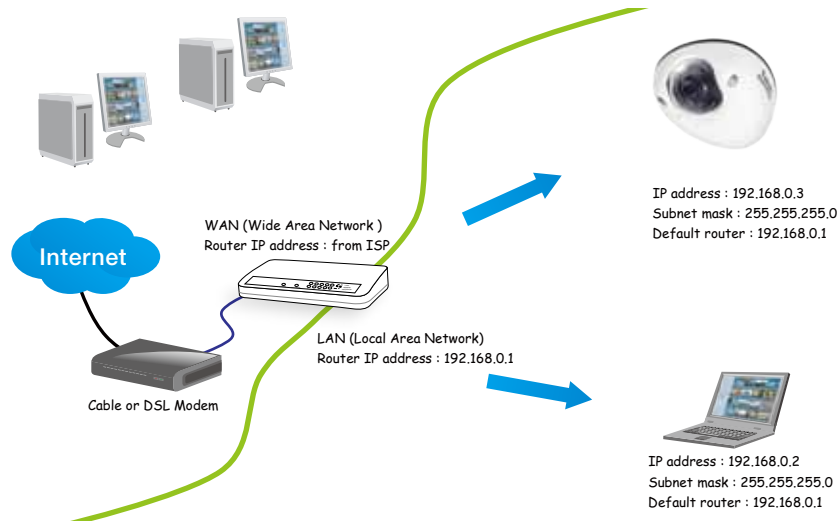 IP address : 192.168.0.3
Subnet mask : 255.255.255.0
Default router : 192.168.0.1
WAN (Wide Area Network )
Router IP address : from ISP
Internet
LAN (Local Area Network)
Router IP address : 192.168.0.1
Cable or DSL Modem
IP address : 192.168.0.2
Subnet mask : 255.255.255.0
Default router : 192.168.0.1